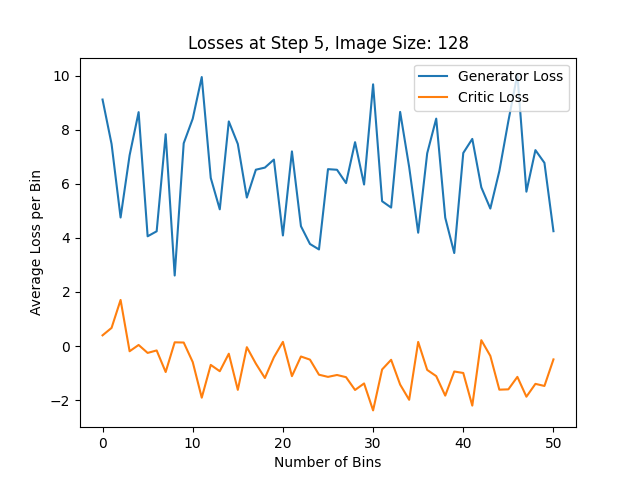 Losses at Step 5, Image Size: 128
Generator Loss
Critic Loss
Average Loss per Bin
10
8
6
4
2
0
−2
0
10
20
30
40
50
Number of Bins